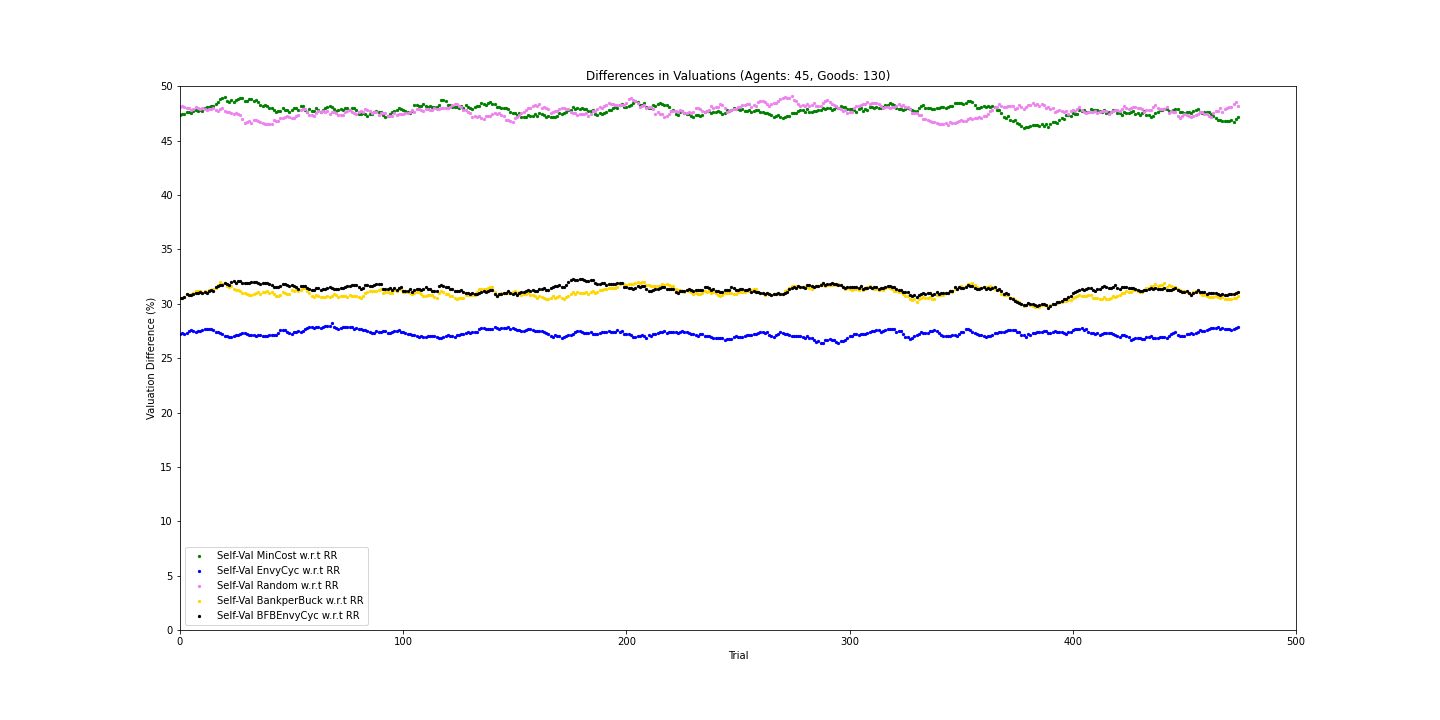 Differences in Valuations (Agents: 45, Goods: 130)
50
45
40
35
30
25
20
15
10
5
0
Valuation Difference (%)
Self-Val MinCost w.r.t RR
Self-Val EnvyCyc w.r.t RR
Self-Val Random w.r.t RR
Self-Val BankperBuck w.r.t RR
Self-Val BFBEnvyCyc w.r.t RR
0 100 200 300 400 500
Trial